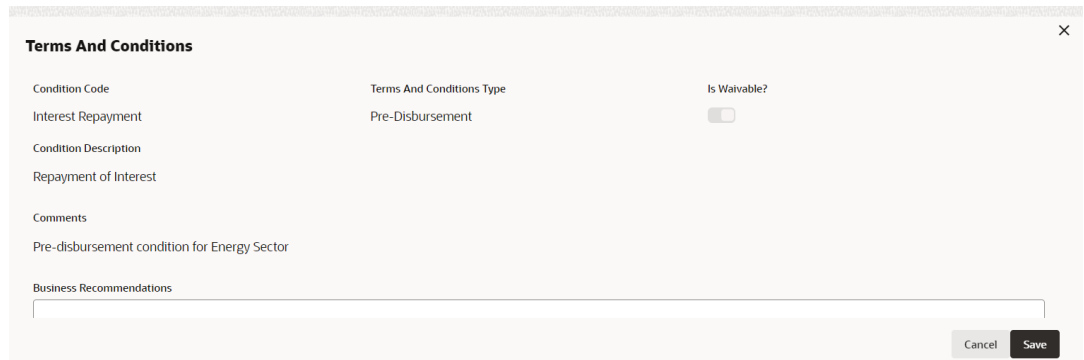 Terms And Conditions
Condition Code Terms And Conditions Type Is Waivable?
Interest Repayment Pre-Disbursement
Condition Description
Repayment of Interest
Comments
Pre-disbursement condition for Energy Sector
Business Recommendations
Cancel Save